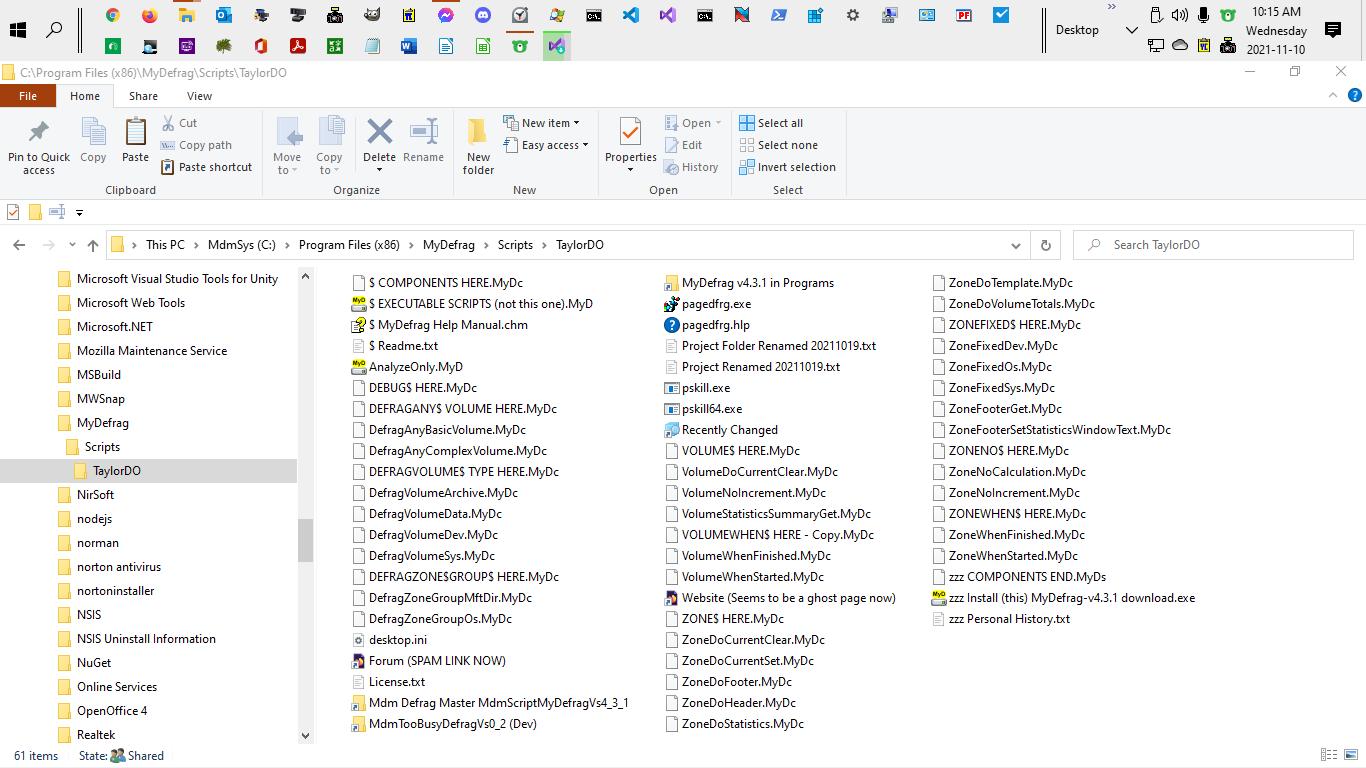 10:15 AM
Desktop
Wednesday
2021-11-10
C:\Program Files (x86)\MyDefrag\Scripts\TaylorDO
File Home Share View
Pin to Quick access
Copy
Paste
Cut
Copy path
Paste shortcut
Clipboard
Move to
Copy to
Delete
Rename
Organize
New folder
New item
Easy access
New
Properties
Open
Edit
History
Open
Select all
Select none
Invert selection
Select
This PC > MdmSys (C:) > Program Files (x86) > MyDefrag > Scripts > TaylorDO
Search TaylorDO
Microsoft Visual Studio Tools for Unity
Microsoft Web Tools
Microsoft.NET
Mozilla Maintenance Service
MSBuild
MWSnap
MyDefrag
Scripts
TaylorDO
NirSoft
nodejs
norman
norton antivirus
nortoninstaller
NSIS
NSIS Uninstall Information
NuGet
Online Services
OpenOffice 4
Realtek
$ COMPONENTS HERE.MyDc
$ EXECUTABLE SCRIPTS (not this one).MyD
$ MyDefrag Help Manual.chm
$ Readme.txt
AnalyzeOnly.MyD
DEBUG$ HERE.MyDc
DEFRAGANY$ VOLUME HERE.MyDc
DefragAnyBasicVolume.MyDc
DefragAnyComplexVolume.MyDc
DEFRAGVOLUME$ TYPE HERE.MyDc
DefragVolumeArchive.MyDc
DefragVolumeData.MyDc
DefragVolumeDev.MyDc
DefragVolumeSys.MyDc
DEFRAGZONE$GROUP$ HERE.MyDc
DefragZoneGroupMftDir.MyDc
DefragZoneGroupOs.MyDc
desktop.ini
Forum (SPAM LINK NOW)
License.txt
Mdm Defrag Master MdmScriptMyDefragVs4_3_1
MdmTooBusyDefragVs0_2 (Dev)
MyDefrag v4.3.1 in Programs
pagedfrg.exe
pagedfrg.hlp
Project Folder Renamed 20211019.txt
Project Renamed 20211019.txt
pskill.exe
pskill64.exe
Recently Changed
VOLUME$ HERE.MyDc
VolumeDoCurrentClear.MyDc
VolumeNoIncrement.MyDc
VolumeStatisticsSummaryGet.MyDc
VOLUMEWHEN$ HERE - Copy.MyDc
VolumeWhenFinished.MyDc
VolumeWhenStarted.MyDc
Website (Seems to be a ghost page now)
ZONE$ HERE.MyDc
ZoneDoCurrentClear.MyDc
ZoneDoCurrentSet.MyDc
ZoneDoFooter.MyDc
ZoneDoHeader.MyDc
ZoneDoStatistics.MyDc
ZoneDoTemplate.MyDc
ZoneDoVolumeTotals.MyDc
ZONEFIXED$ HERE.MyDc
ZoneFixedDev.MyDc
ZoneFixedOs.MyDc
ZoneFixedSys.MyDc
ZoneFooterGet.MyDc
ZoneFooterSetStatisticsWindowText.MyDc
ZONENO$ HERE.MyDc
ZoneNoCalculation.MyDc
ZoneNoIncrement.MyDc
ZONEWHEN$ HERE.MyDc
ZoneWhenFinished.MyDc
ZoneWhenStarted.MyDc
zzz COMPONENTS END.MyDs
zzz Install (this) MyDefrag-v4.3.1 download.exe
zzz Personal History.txt
61 items State: Shared